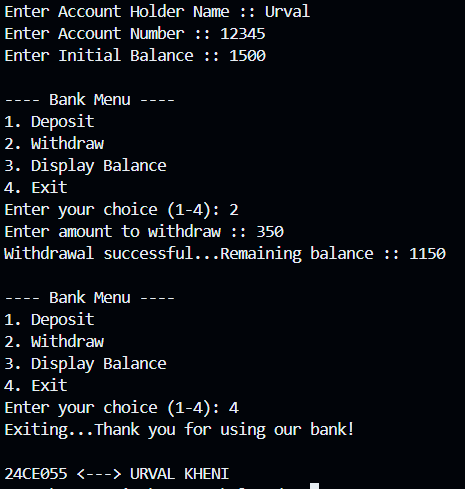 Enter Account Holder Name :: Urval
Enter Account Number :: 12345
Enter Initial Balance :: 1500
---- Bank Menu ----
1. Deposit
2. Withdraw
3. Display Balance
4. Exit
Enter your choice (1-4): 2
Enter amount to withdraw :: 350
Withdrawal successful...Remaining balance :: 1150
---- Bank Menu ----
1. Deposit
2. Withdraw
3. Display Balance
4. Exit
Enter your choice (1-4): 4
Exiting...Thank you for using our bank!
24CE055 <---> URVAL KHENI